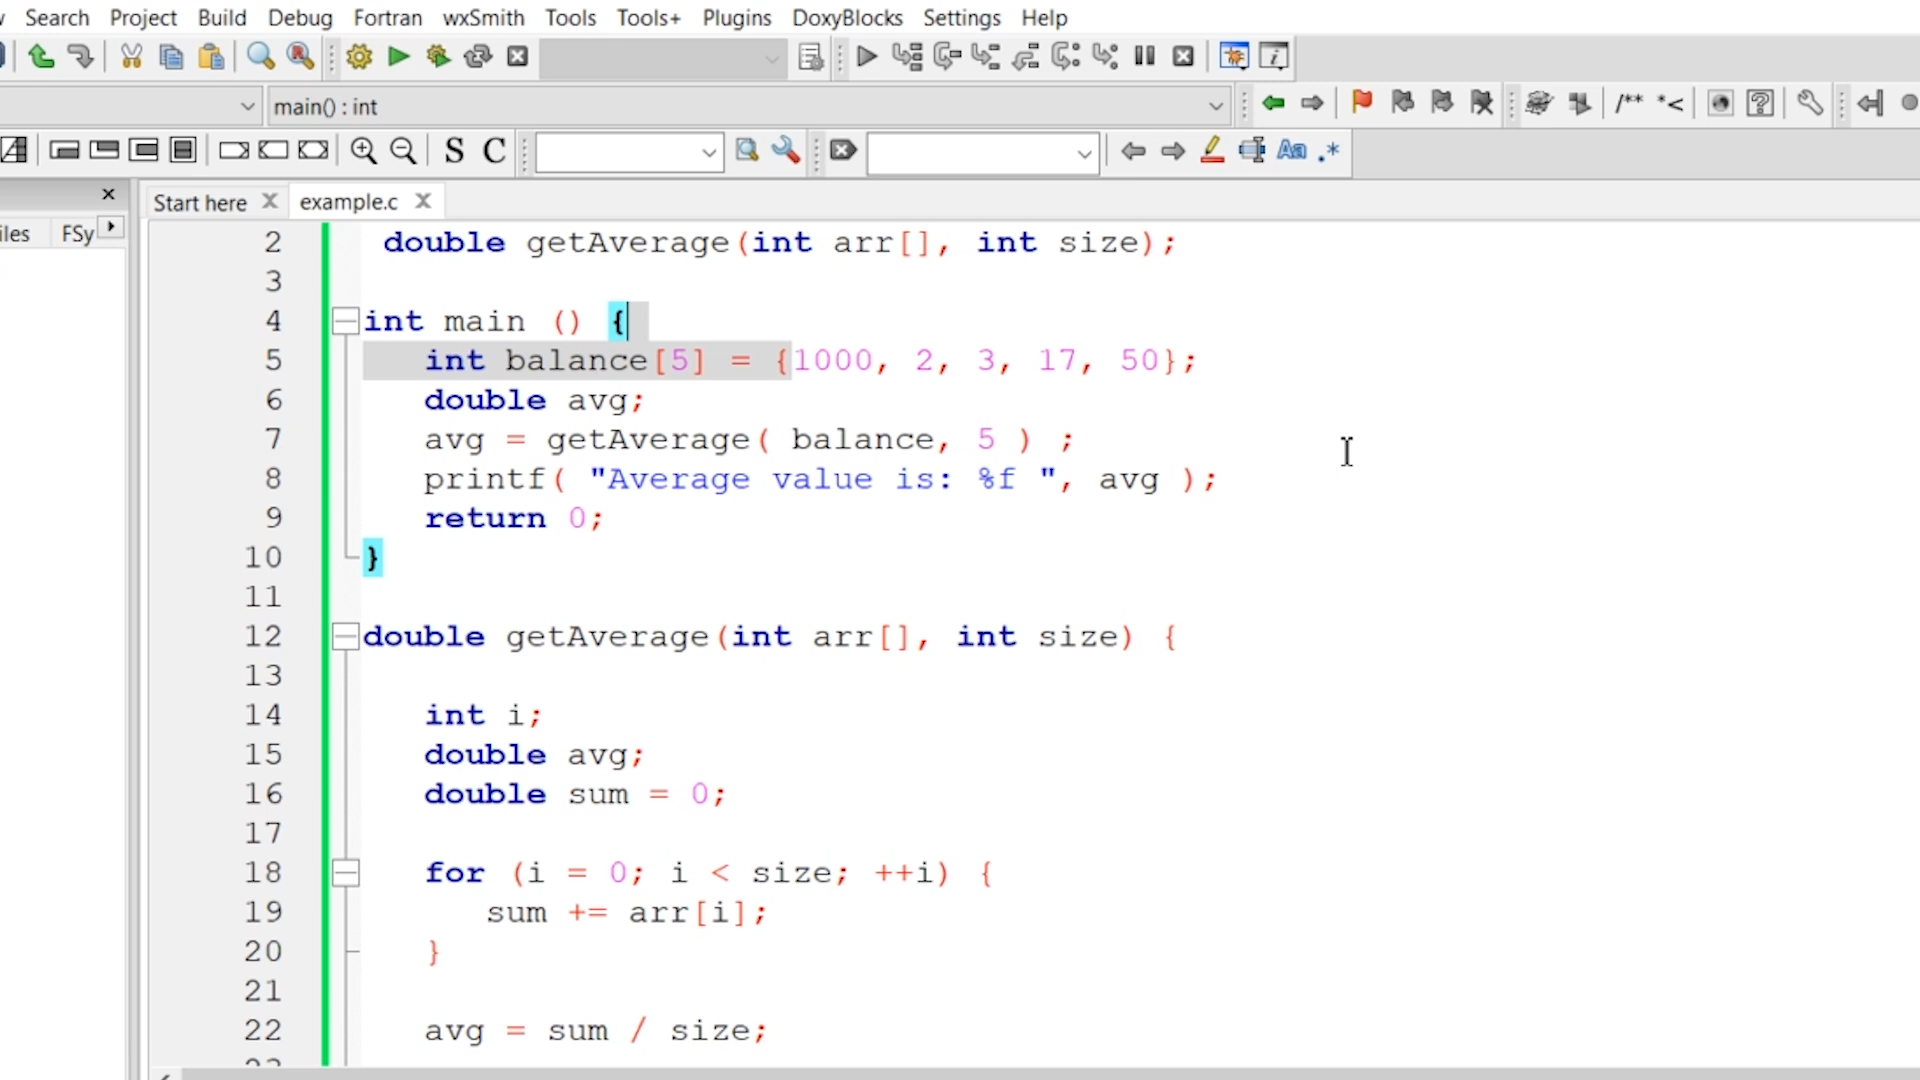 Search Project Build Debug Fortran wxSmith Tools Tools+ Plugins DoxyBlocks Settings Help
main() : int
/** *<
S C Aa .*
Start here example.c
iles FSy
2 double getAverage(int arr[], int size);
3
4 int main () {
5 int balance[5] = {1000, 2, 3, 17, 50};
6 double avg;
7 avg = getAverage( balance, 5 ) ;
8 printf( "Average value is: %f ", avg );
9 return 0;
10 }
11
12 double getAverage(int arr[], int size) {
13
14 int i;
15 double avg;
16 double sum = 0;
17
18 for (i = 0; i < size; ++i) {
19 sum += arr[i];
20 }
21
22 avg = sum / size;